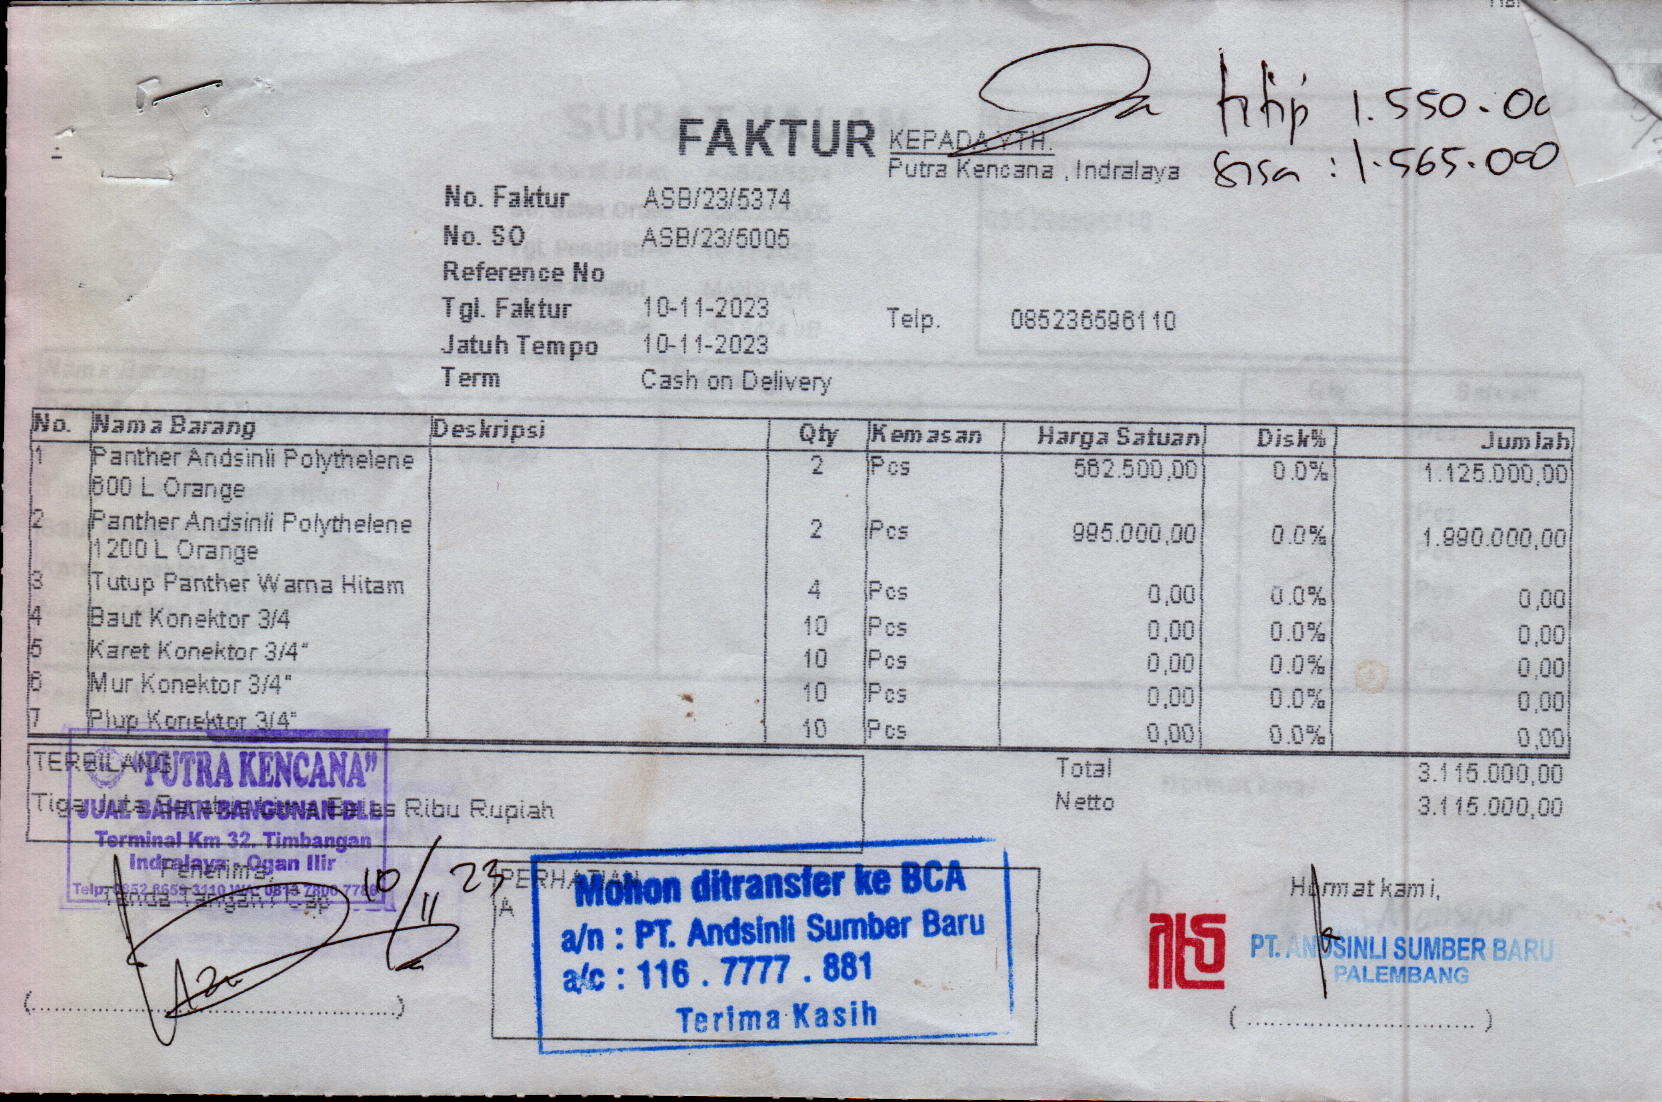 titip 1.550.00
sisa : 1.565.000
FAKTUR
KEPADA YTH.
Putra Kencana , Indralaya
No. Faktur ASB/23/5374
No. SO ASB/23/5005
Reference No
Tgl. Faktur 10-11-2023
Telp. 085236596110
Jatuh Tempo 10-11-2023
Term Cash on Delivery
No. Nama Barang Deskripsi Qty Kemasan Harga Satuan Disk% Jumlah
1 Panther Andsinli Polythelene 2 Pcs 562.500,00 0.0% 1.125.000,00
600 L Orange
2 Panther Andsinli Polythelene 2 Pcs 995.000,00 0.0% 1.990.000,00
1200 L Orange
3 Tutup Panther Warna Hitam 4 Pcs 0,00 0.0% 0,00
4 Baut Konektor 3/4 10 Pcs 0,00 0.0% 0,00
5 Karet Konektor 3/4" 10 Pcs 0,00 0.0% 0,00
6 Mur Konektor 3/4" 10 Pcs 0,00 0.0% 0,00
7 Plup Konektor 3/4" 10 Pcs 0,00 0.0% 0,00
TERBILANG
Total 3.115.000,00
Netto 3.115.000,00
Tiga Juta Ribu Rupiah
"PUTRA KENCANA"
JUAL BAHAN BANGUNAN DLL
Terminal Km 32. Timbangan
Indralaya - Ogan Ilir
Penerima,
Tanda Tangan / Cap
10/11 23
PERHATIAN
A
Mohon ditransfer ke BCA
a/n : PT. Andsinli Sumber Baru
a/c : 116 . 7777 . 881
Terima Kasih
Hormat kami,
PT. ANDSINLI SUMBER BARU
PALEMBANG
(..............................)
(..............................)